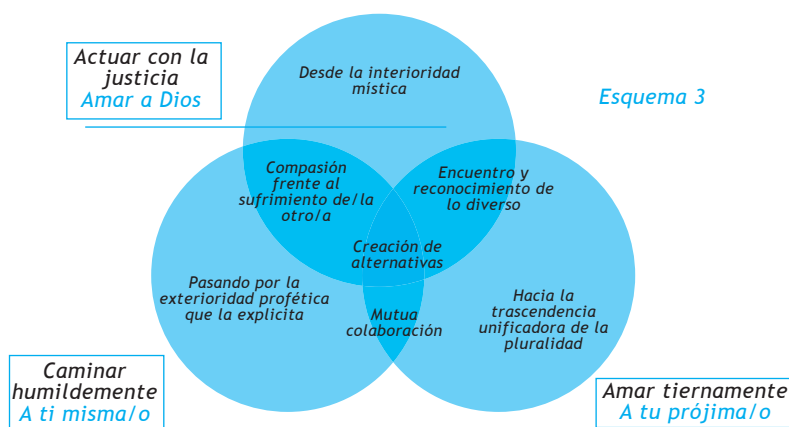 Actuar con la
justicia
Amar a Dios
Desde la interioridad
mística
Esquema 3
Compasión
frente al
sufrimiento de/la
otro/a
Encuentro y
reconocimiento de
lo diverso
Creación de
alternativas
Pasando por la
exterioridad profética
que la explicita
Mutua
colaboración
Hacia la
trascendencia
unificadora de la
pluralidad
Caminar
humildemente
A ti misma/o
Amar tiernamente
A tu prójima/o